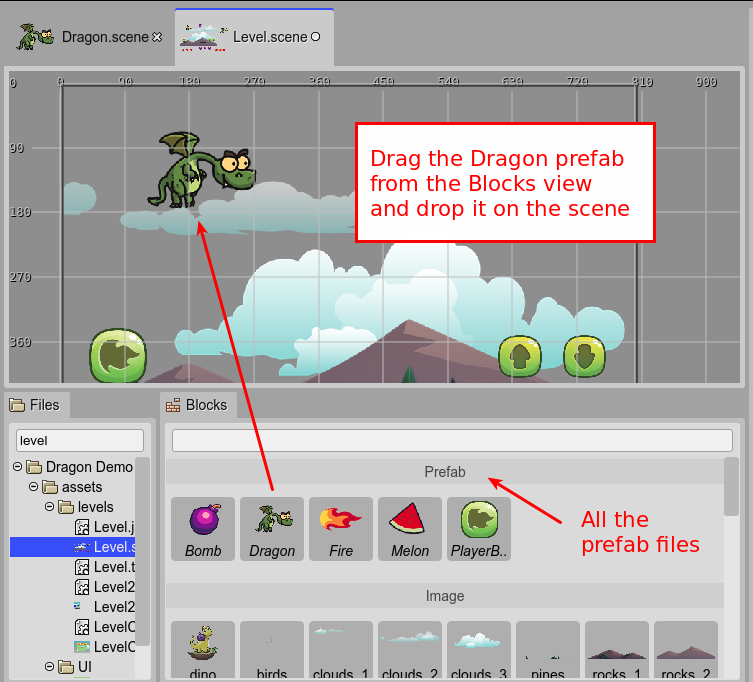 Dragon.scene
Level.scene
0 0 90 180 270 360 450 540 630 720 810 900
90
180
270
360
Drag the Dragon prefab
from the Blocks view
and drop it on the scene
Files
level
Dragon Demo
assets
levels
Level.j
Level.s
Level.t
Level2
Level2
LevelC
LevelC
UI
Blocks
Prefab
Bomb Dragon Fire Melon PlayerB..
All the
prefab files
Image
dino birds clouds_1 clouds_2 clouds_3 pines rocks_1 rocks_2